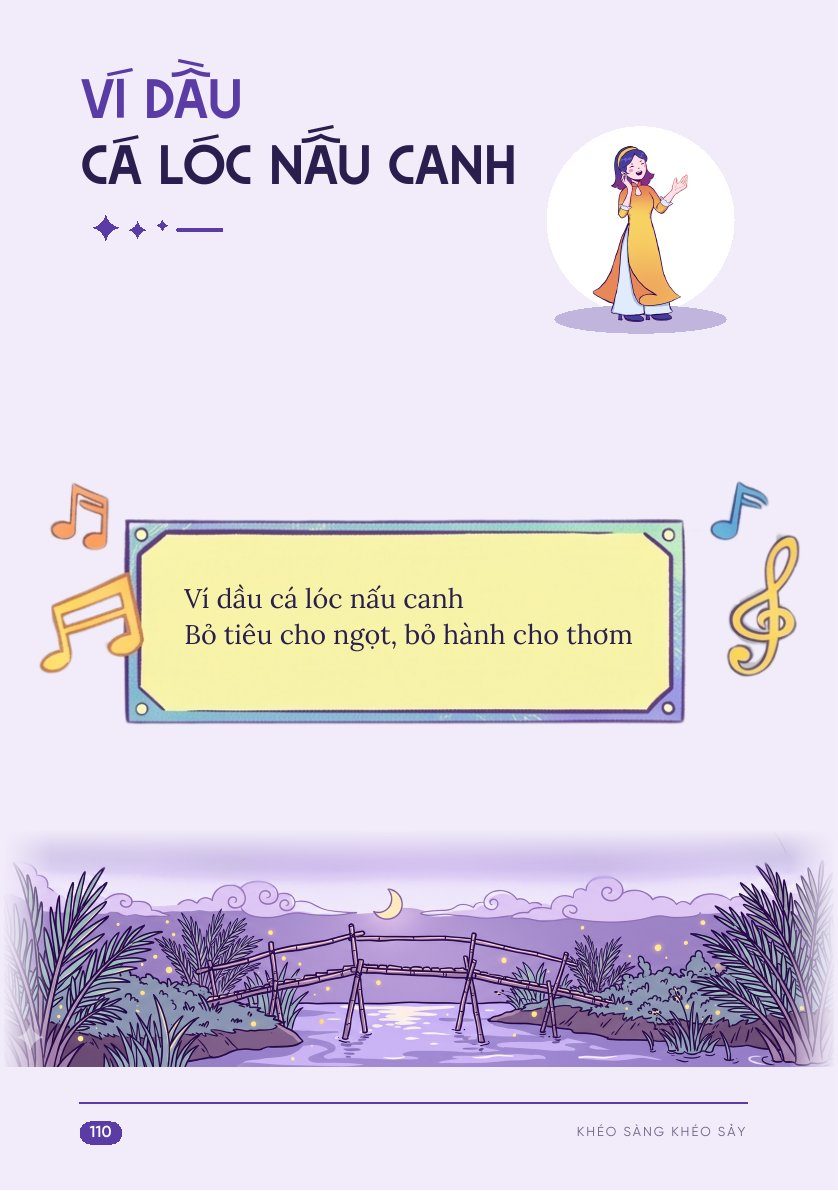 VÍ DẦU
CÁ LÓC NẤU CANH
Ví dầu cá lóc nấu canh
Bỏ tiêu cho ngọt, bỏ hành cho thơm
110
KHÉO SÀNG KHÉO SẢY